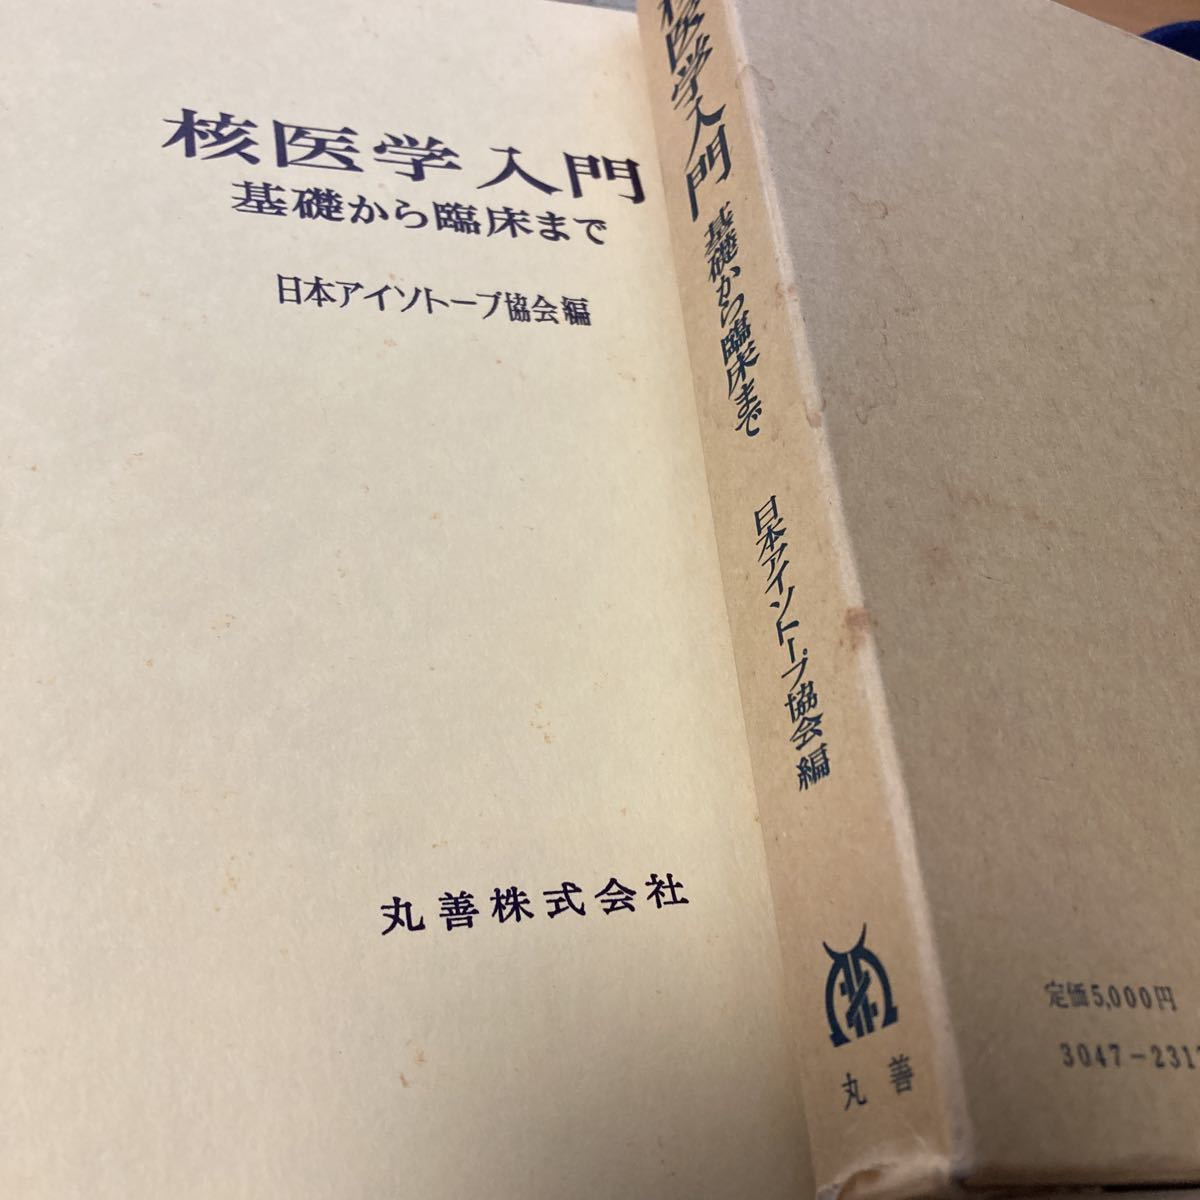 核医学入門
基礎から臨床まで
日本アイソトープ協会編
丸善株式会社
核医学入門 基礎から臨床まで 日本アイソトープ協会編
丸善
定価5,000円
3047-231